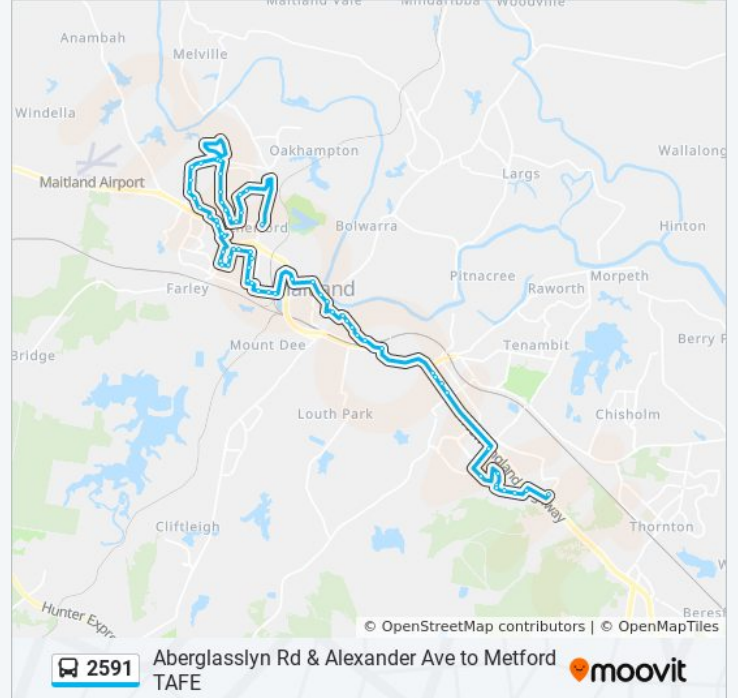 Maitland Vale
Mindaribba
Woodville
Anambah
Melville
Windella
Oakhampton
Wallalong
Largs
Maitland Airport
Hinton
Bolwarra
Pitnacree
Morpeth
Farley
Raworth
Mount Dee
Tenambit
Berry
Bridge
Louth Park
Chisholm
Cliftleigh
Thornton
Hunter Expre
Beres
© OpenStreetMap contributors | © OpenMapTiles
2591
Aberglasslyn Rd & Alexander Ave to Metford
TAFE
moovit